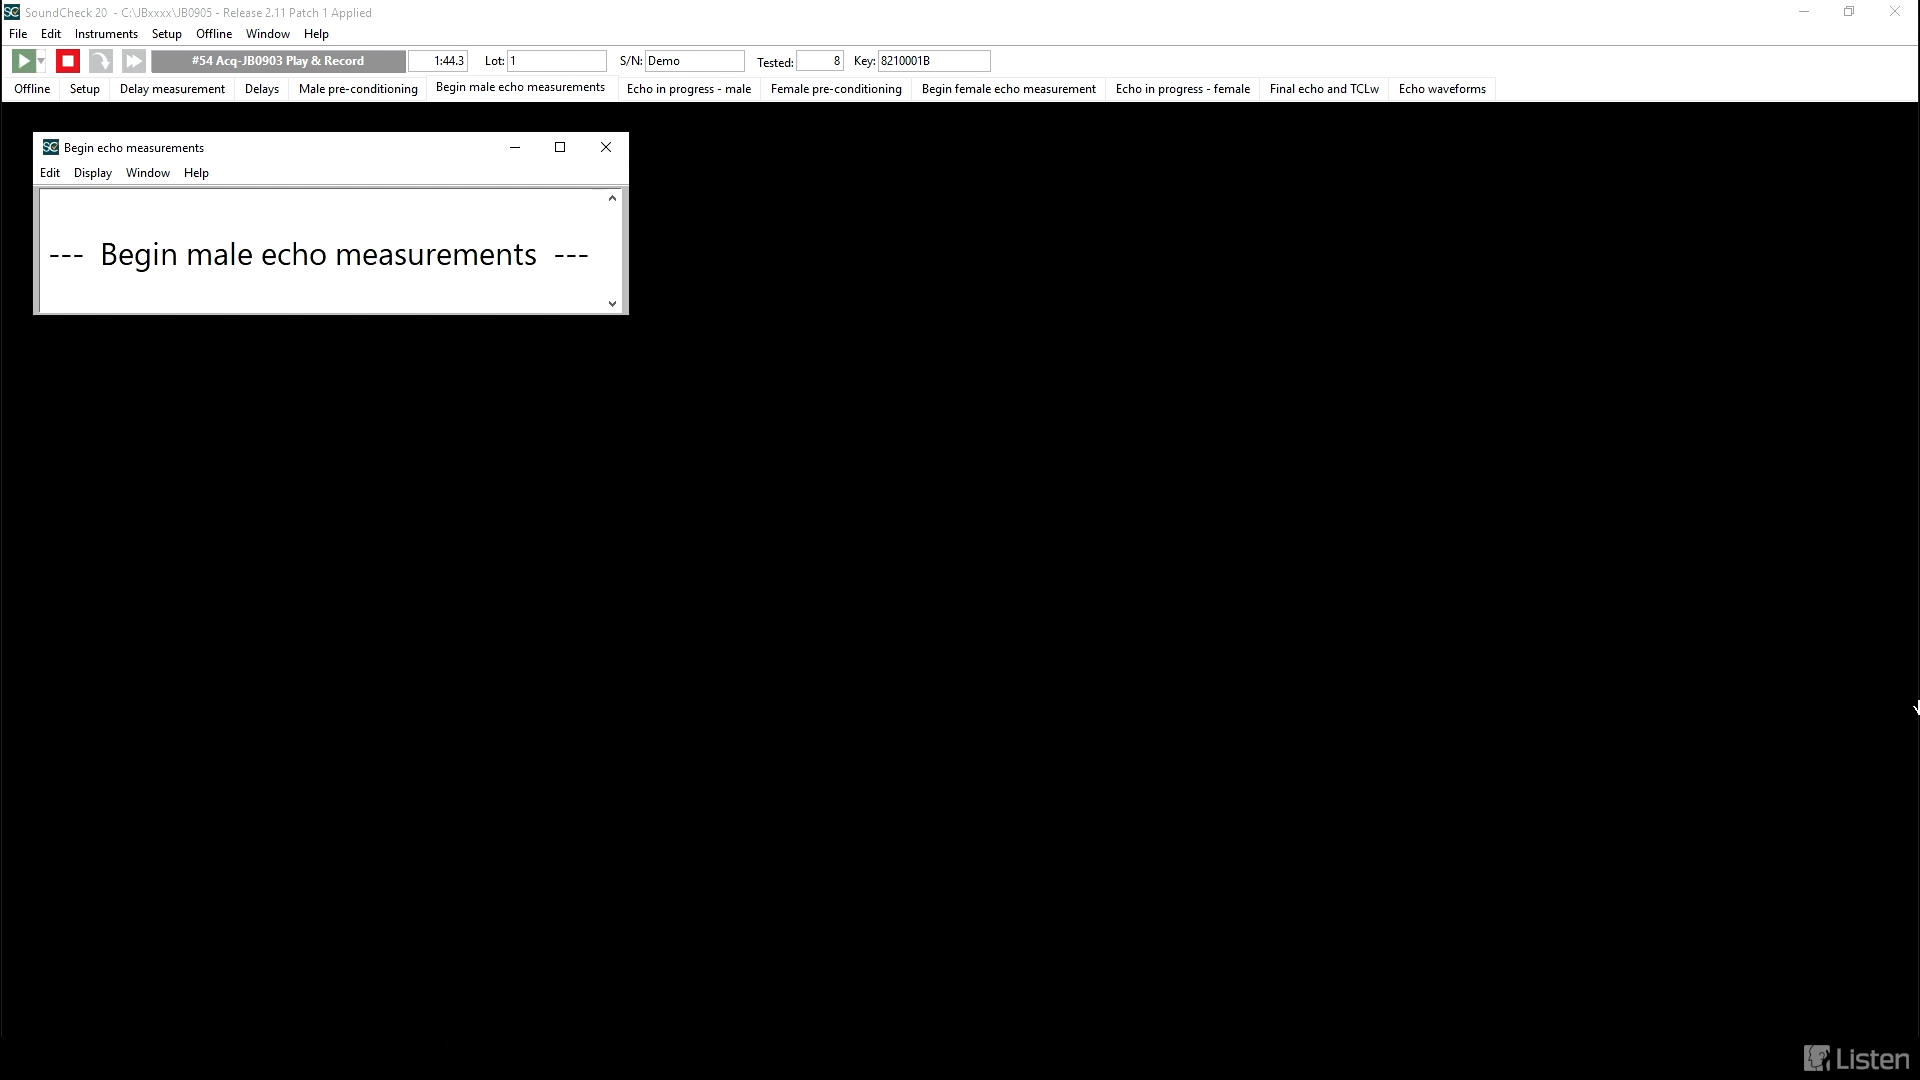 SC SoundCheck 20 - C:\JBxxxx\JB0905 - Release 2.11 Patch 1 Applied
File Edit Instruments Setup Offline Window Help
#54 Acq-JB0903 Play & Record 1:44.3 Lot: 1 S/N: Demo Tested: 8 Key: 8210001B
Offline Setup Delay measurement Delays Male pre-conditioning Begin male echo measurements Echo in progress - male Female pre-conditioning Begin female echo measurement Echo in progress - female Final echo and TCLw Echo waveforms
SC Begin echo measurements
Edit Display Window Help
--- Begin male echo measurements ---
Listen